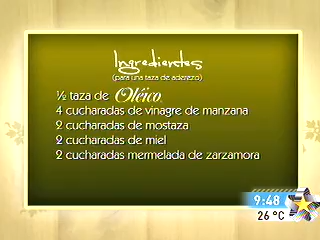 Ingredientes
(para una taza de aderezo)
½ taza de Oléico
4 cucharadas de vinagre de manzana
2 cucharadas de mostaza
2 cucharadas de miel
2 cucharadas mermelada de zarzamora
9:48
26 °C